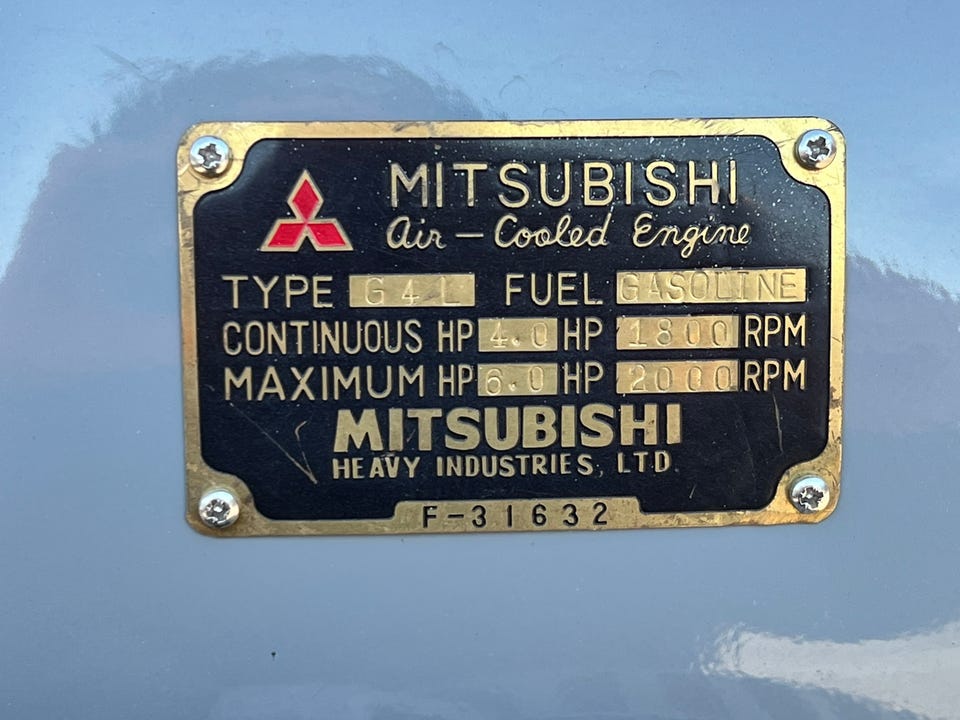 MITSUBISHI
Air-Cooled Engine
TYPE G4L FUEL GASOLINE
CONTINUOUS HP 4.0 HP 1800 RPM
MAXIMUM HP 6.0 HP 2000 RPM
MITSUBISHI
HEAVY INDUSTRIES, LTD.
F-31632